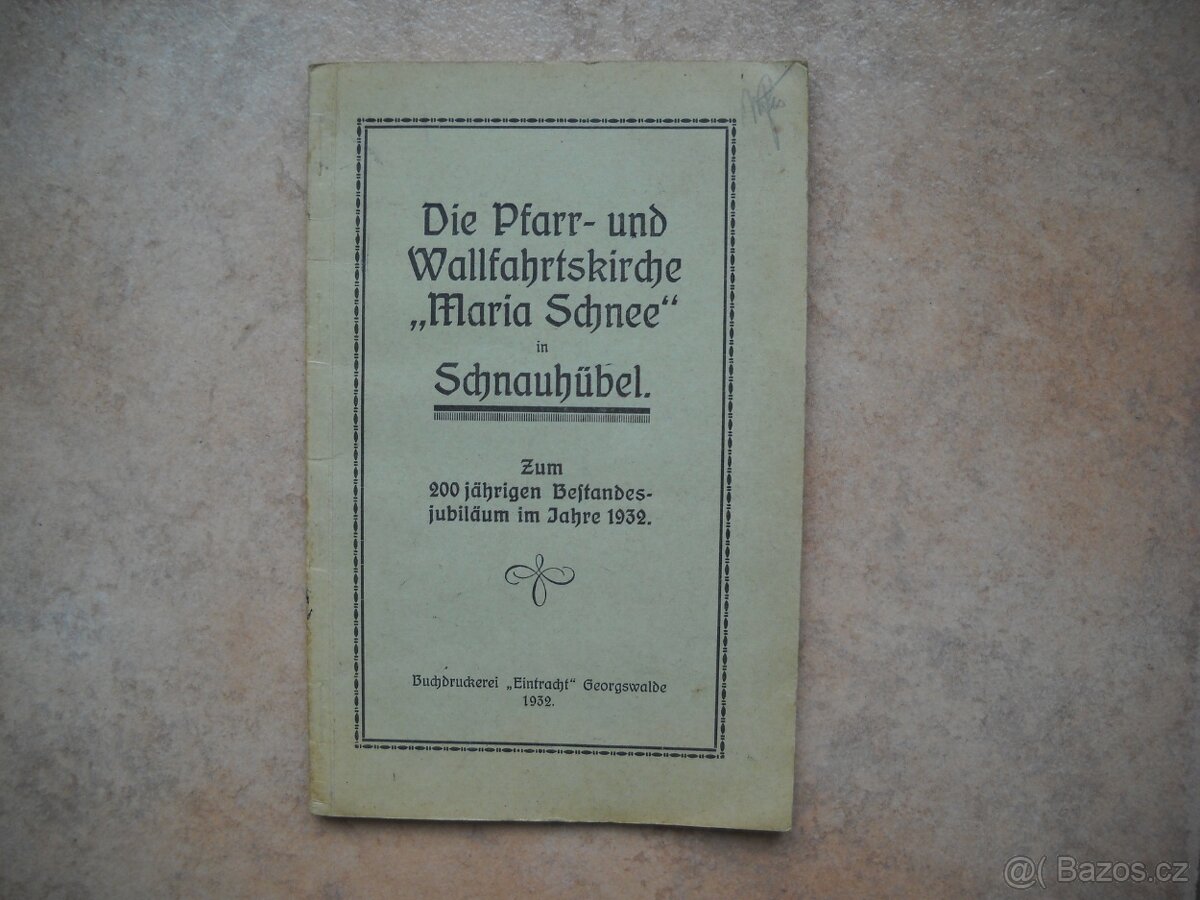 Die Pfarr- und
Wallfahrtskirche
„Maria Schnee“
in
Schnauhübel.
Zum
200 jährigen Beſtandes-
jubiläum im Jahre 1932.
Buchdruckerei „Eintracht“ Georgswalde
1932.
@( Bazos.cz